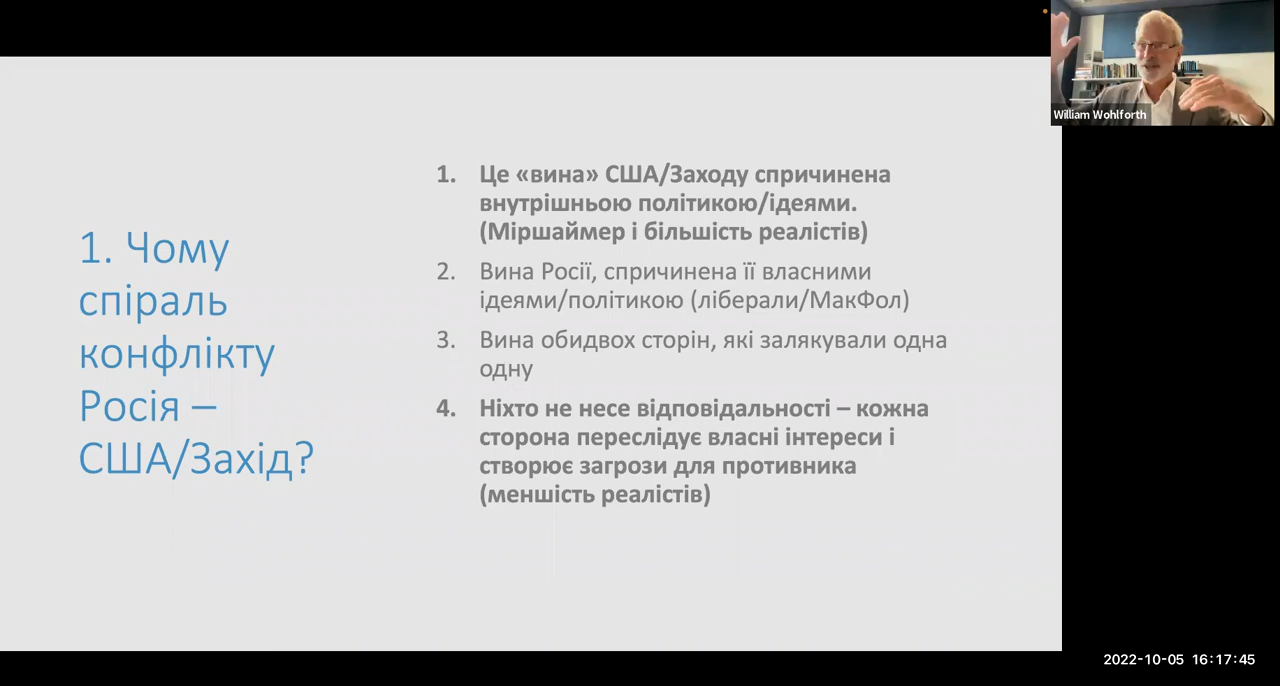 William Wohlforth
1. Чому
спіраль
конфлікту
Росія –
США/Захід?
1. Це «вина» США/Заходу спричинена
внутрішньою політикою/ідеями.
(Міршаймер і більшість реалістів)
2. Вина Росії, спричинена її власними
ідеями/політикою (ліберали/МакФол)
3. Вина обидвох сторін, які залякували одна
одну
4. Ніхто не несе відповідальності – кожна
сторона переслідує власні інтереси і
створює загрози для противника
(меншість реалістів)
2022-10-05 16:17:45